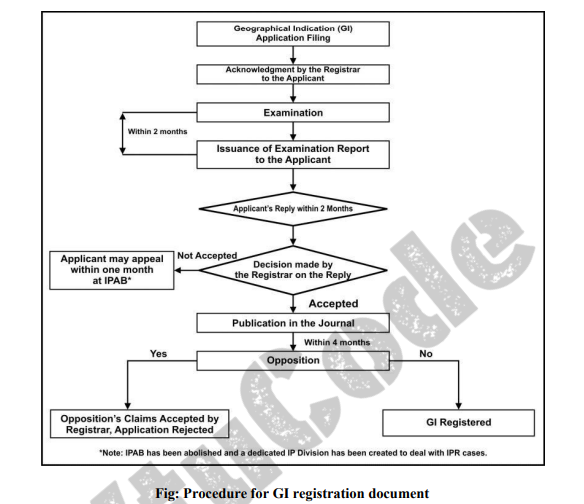 Geographical Indication (GI)
Application Filing
Acknowledgment by the Registrar
to the Applicant
Examination
Within 2 months
Issuance of Examination Report
to the Applicant
Applicant's Reply within 2 Months
Applicant may appeal
within one month
at IPAB*
Not Accepted
Decision made by
the Registrar on the Reply
Accepted
Publication in the Journal
Within 4 months
Yes
Opposition
No
Opposition's Claims Accepted by
Registrar, Application Rejected
GI Registered
*Note: IPAB has been abolished and a dedicated IP Division has been created to deal with IPR cases.
Fig: Procedure for GI registration document